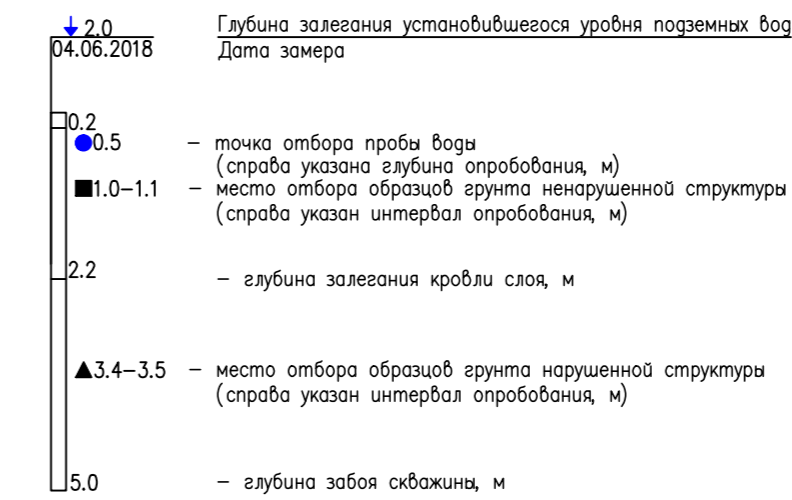 2.0 Глубина залегания установившегося уровня подземных вод
04.06.2018 Дата замера
0.2
0.5 – точка отбора пробы воды
(справа указана глубина опробования, м)
1.0–1.1 – место отбора образцов грунта ненарушенной структуры
(справа указан интервал опробования, м)
2.2 – глубина залегания кровли слоя, м
3.4–3.5 – место отбора образцов грунта нарушенной структуры
(справа указан интервал опробования, м)
5.0 – глубина забоя скважины, м